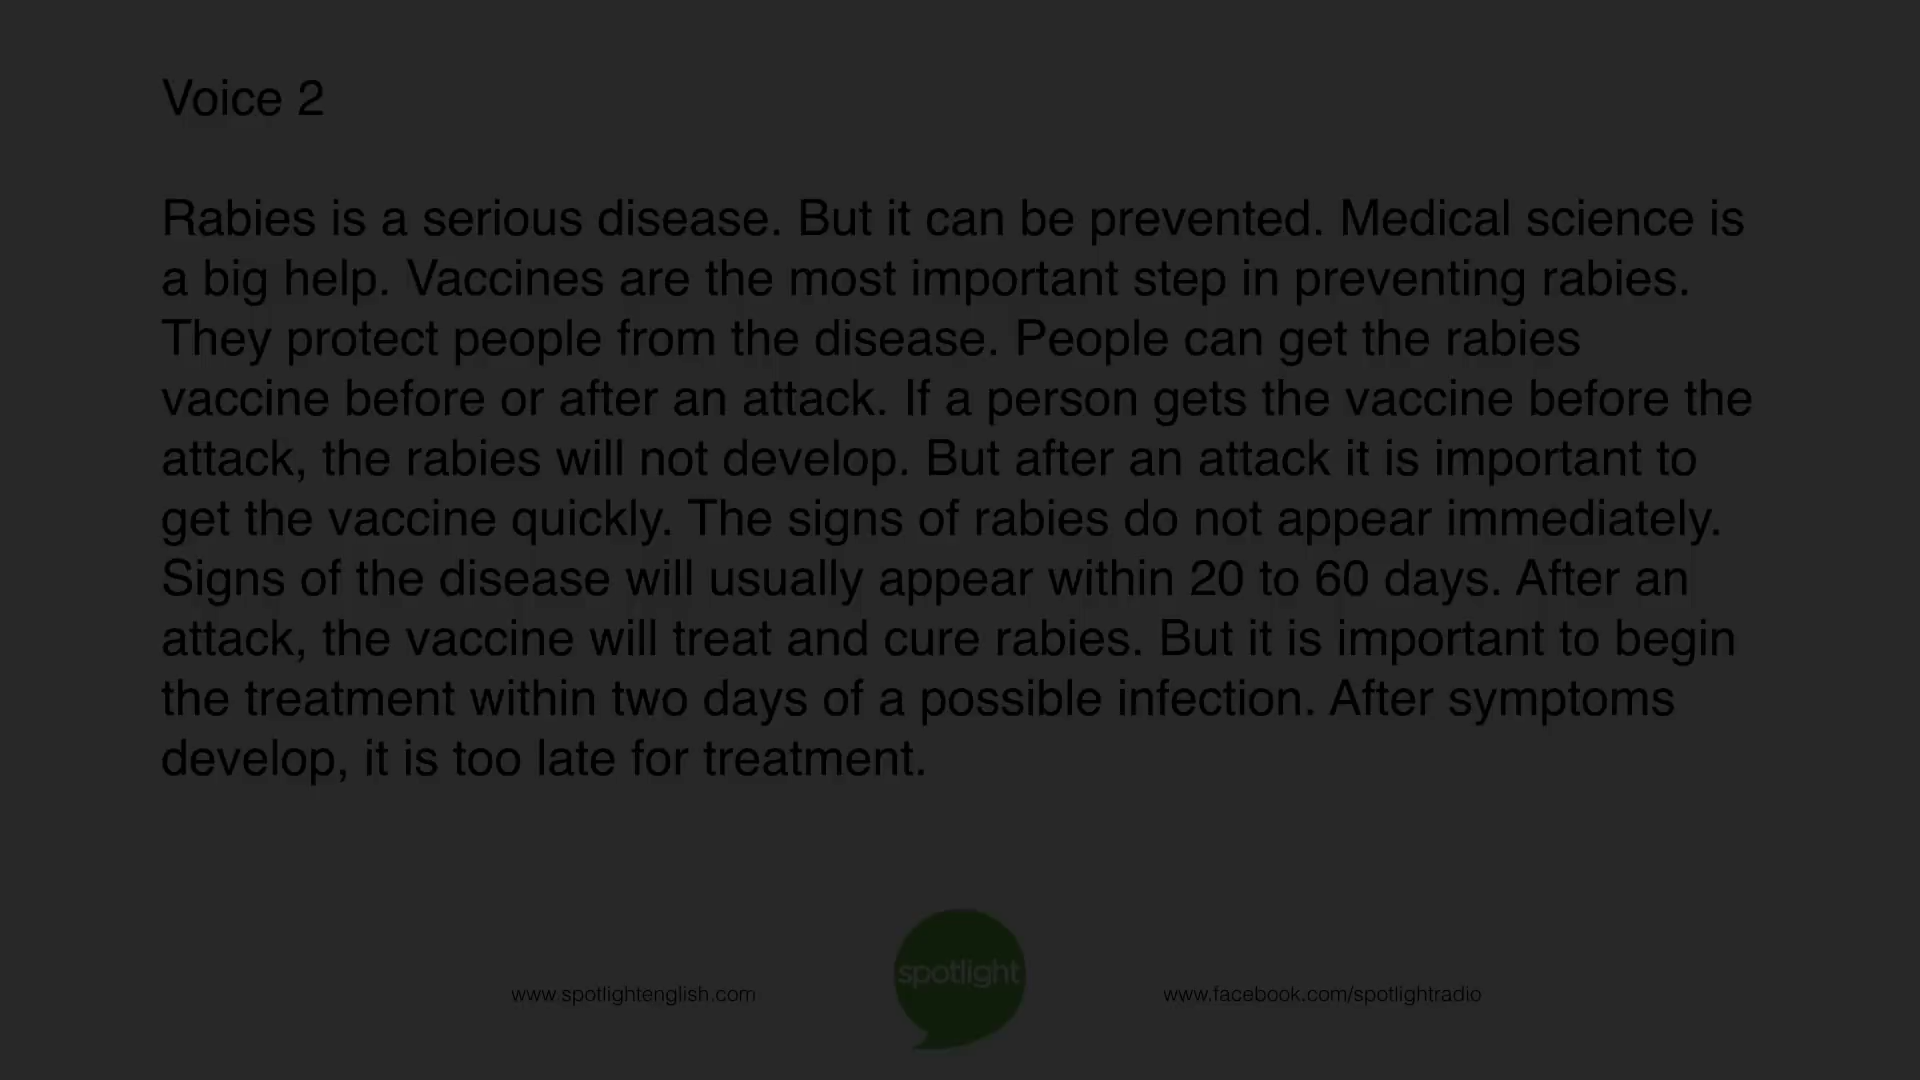 Voice 2
Rabies is a serious disease. But it can be prevented. Medical science is
a big help. Vaccines are the most important step in preventing rabies.
They protect people from the disease. People can get the rabies
vaccine before or after an attack. If a person gets the vaccine before the
attack, the rabies will not develop. But after an attack it is important to
get the vaccine quickly. The signs of rabies do not appear immediately.
Signs of the disease will usually appear within 20 to 60 days. After an
attack, the vaccine will treat and cure rabies. But it is important to begin
the treatment within two days of a possible infection. After symptoms
develop, it is too late for treatment.
spotlight
www.spotlightenglish.com
www.facebook.com/spotlightradio